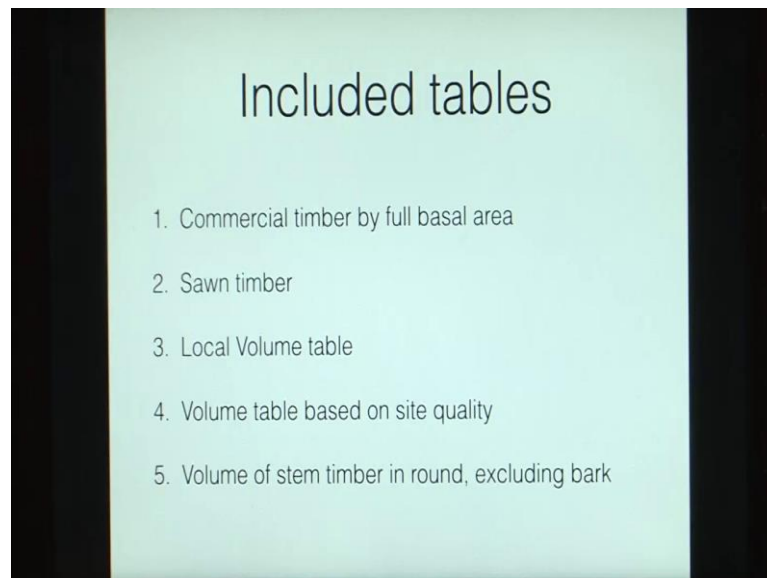 Included tables
1. Commercial timber by full basal area
2. Sawn timber
3. Local Volume table
4. Volume table based on site quality
5. Volume of stem timber in round, excluding bark